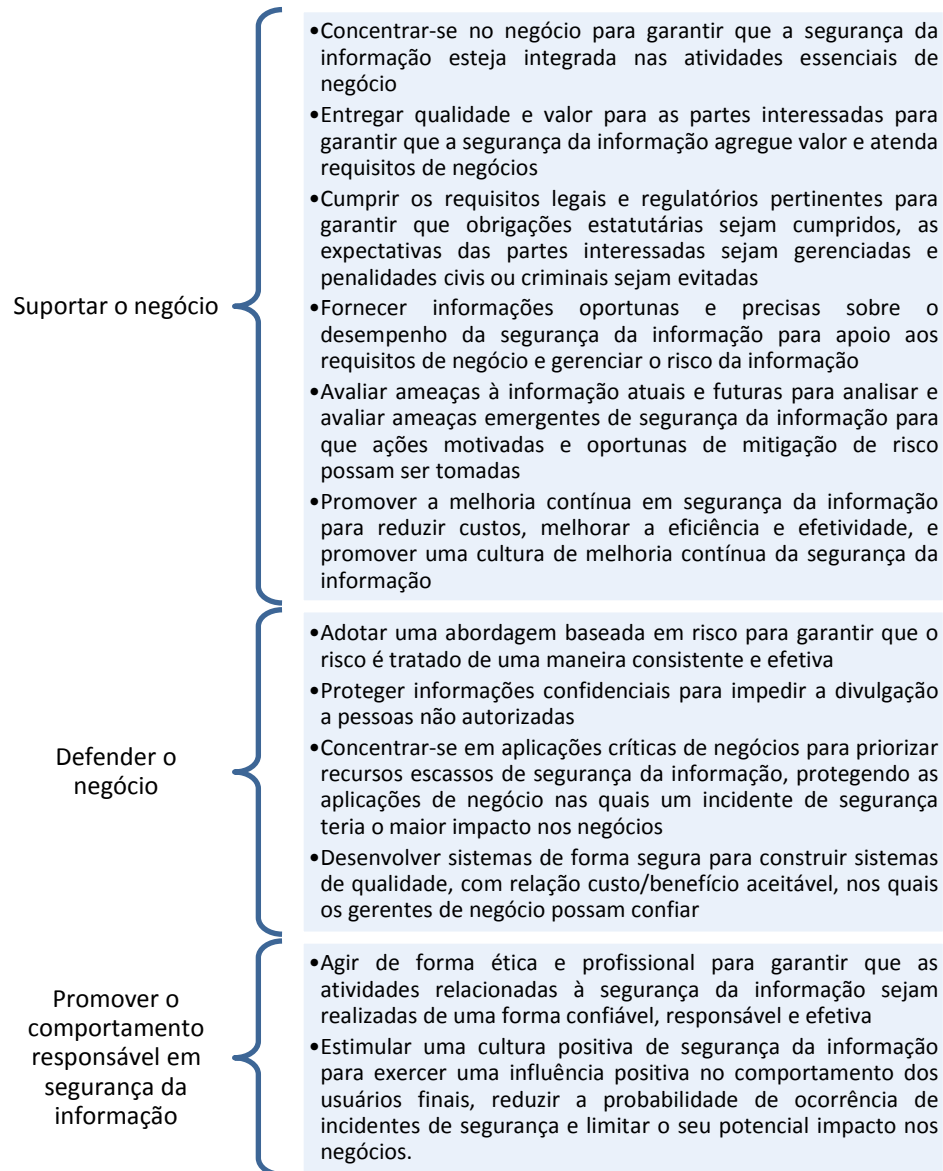 •Concentrar-se no negócio para garantir que a segurança da
informação esteja integrada nas atividades essenciais de
negócio
•Entregar qualidade e valor para as partes interessadas para
garantir que a segurança da informação agregue valor e atenda
requisitos de negócios
•Cumprir os requisitos legais e regulatórios pertinentes para
garantir que obrigações estatutárias sejam cumpridos, as
expectativas das partes interessadas sejam gerenciadas e
penalidades civis ou criminais sejam evitadas
Suportar o negócio
•Fornecer informações oportunas e precisas sobre o
desempenho da segurança da informação para apoio aos
requisitos de negócio e gerenciar o risco da informação
•Avaliar ameaças à informação atuais e futuras para analisar e
avaliar ameaças emergentes de segurança da informação para
que ações motivadas e oportunas de mitigação de risco
possam ser tomadas
•Promover a melhoria contínua em segurança da informação
para reduzir custos, melhorar a eficiência e efetividade, e
promover uma cultura de melhoria contínua da segurança da
informação
•Adotar uma abordagem baseada em risco para garantir que o
risco é tratado de uma maneira consistente e efetiva
•Proteger informações confidenciais para impedir a divulgação
a pessoas não autorizadas
Defender o
negócio
•Concentrar-se em aplicações críticas de negócios para priorizar
recursos escassos de segurança da informação, protegendo as
aplicações de negócio nas quais um incidente de segurança
teria o maior impacto nos negócios
•Desenvolver sistemas de forma segura para construir sistemas
de qualidade, com relação custo/benefício aceitável, nos quais
os gerentes de negócio possam confiar
Promover o
comportamento
responsável em
segurança da
informação
•Agir de forma ética e profissional para garantir que as
atividades relacionadas à segurança da informação sejam
realizadas de uma forma confiável, responsável e efetiva
•Estimular uma cultura positiva de segurança da informação
para exercer uma influência positiva no comportamento dos
usuários finais, reduzir a probabilidade de ocorrência de
incidentes de segurança e limitar o seu potencial impacto nos
negócios.